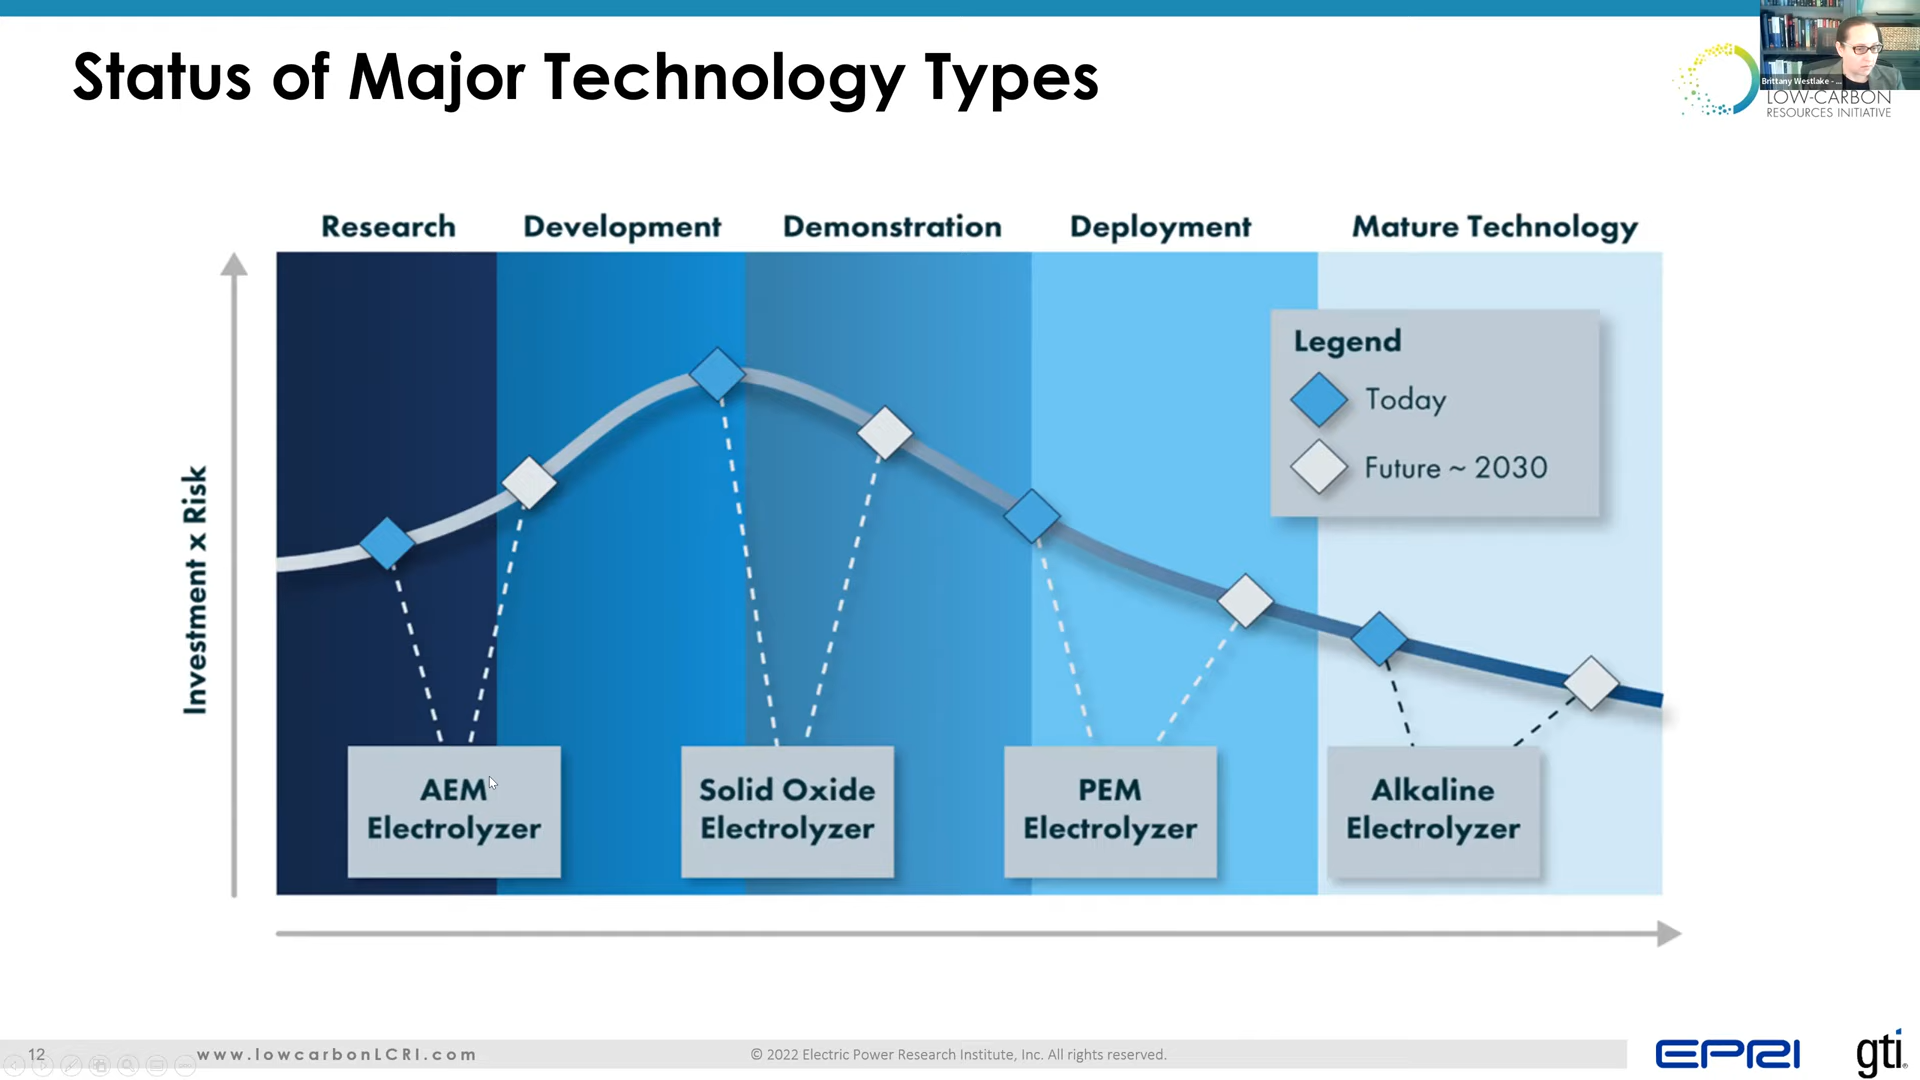 Status of Major Technology Types
Brittany Westlake - ...
LOW-CARBON
RESOURCES INITIATIVE
Research
Development
Demonstration
Deployment
Mature Technology
Investment x Risk
Legend
Today
Future ~ 2030
AEM
Electrolyzer
Solid Oxide
Electrolyzer
PEM
Electrolyzer
Alkaline
Electrolyzer
12
www.lowcarbonLCRI.com
© 2022 Electric Power Research Institute, Inc. All rights reserved.
EPRI
gti